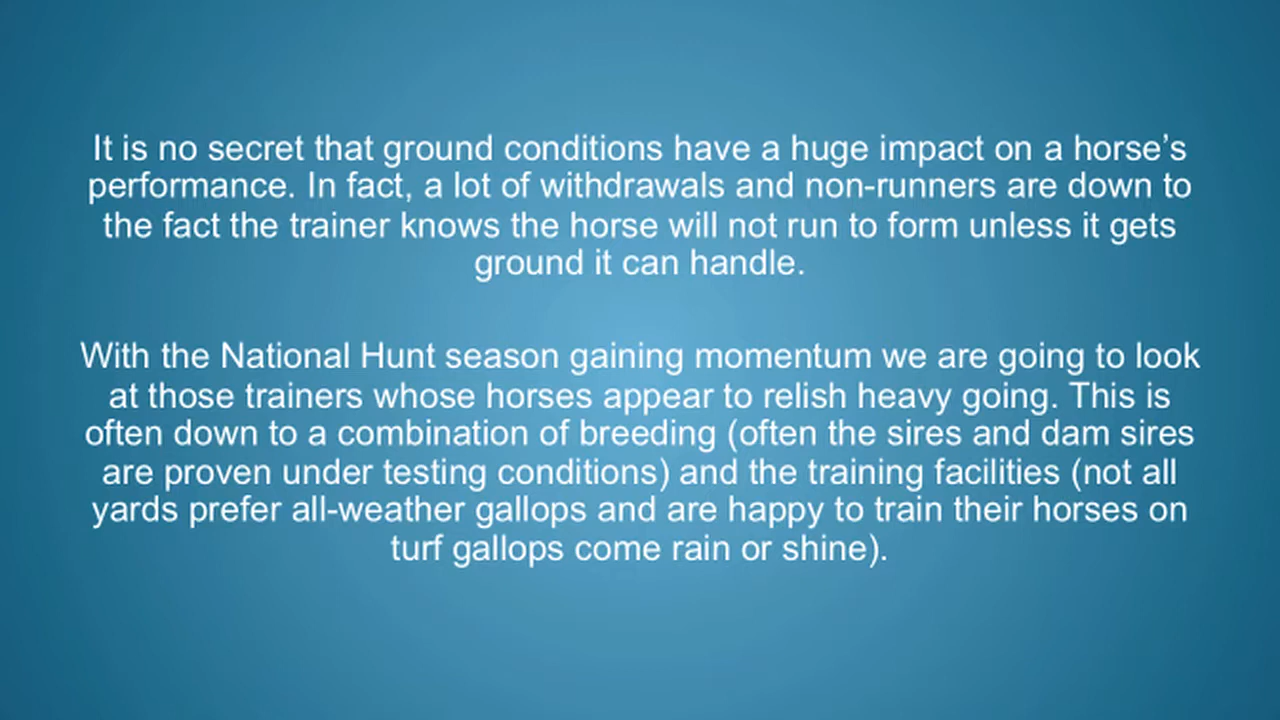 It is no secret that ground conditions have a huge impact on a horse’s
performance. In fact, a lot of withdrawals and non-runners are down to
the fact the trainer knows the horse will not run to form unless it gets
ground it can handle.
With the National Hunt season gaining momentum we are going to look
at those trainers whose horses appear to relish heavy going. This is
often down to a combination of breeding (often the sires and dam sires
are proven under testing conditions) and the training facilities (not all
yards prefer all-weather gallops and are happy to train their horses on
turf gallops come rain or shine).